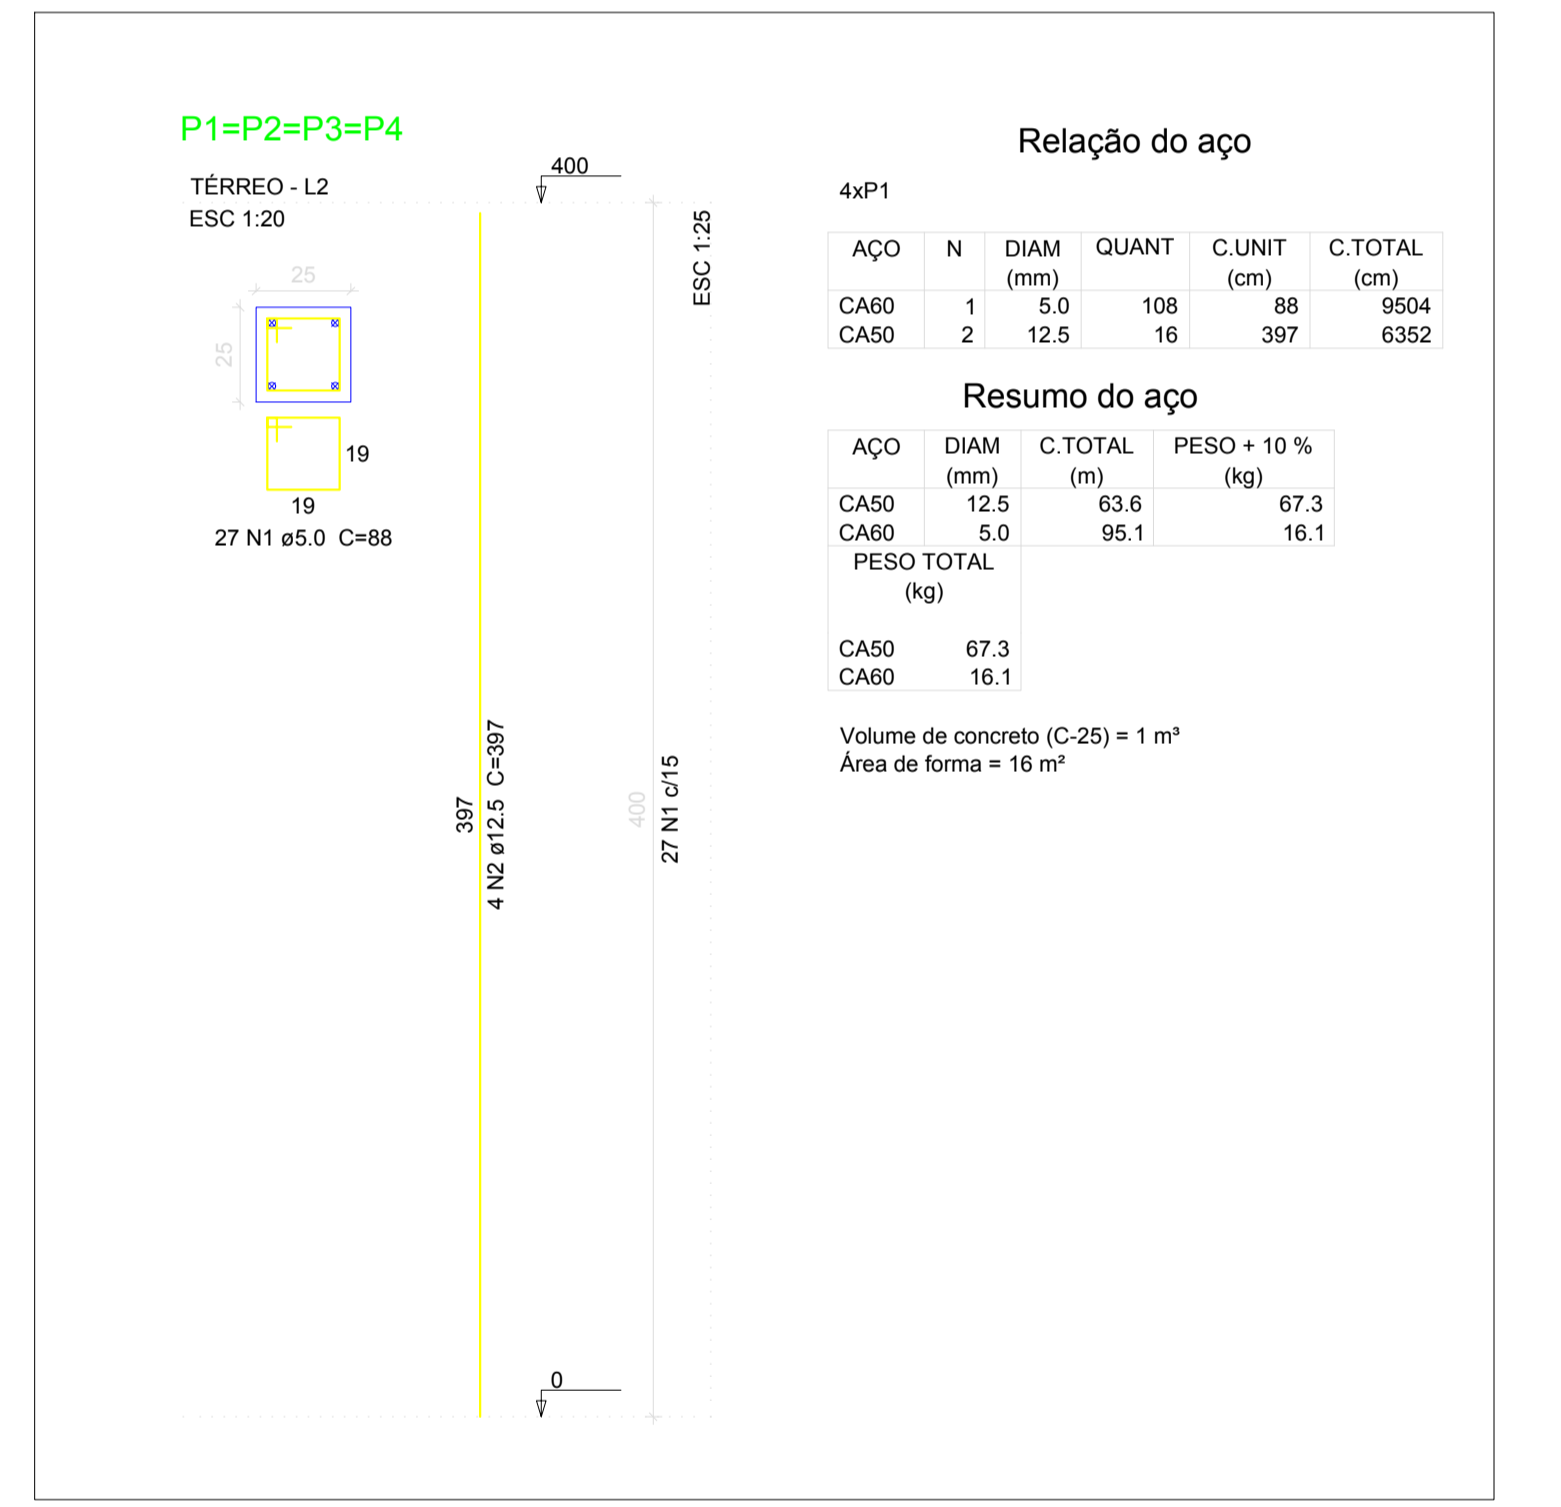 P1=P2=P3=P4
TÉRREO - L2
ESC 1:20
25
25
19
19
27 N1 ø5.0 C=88
397
4 N2 ø12.5 C=397
400
0
400
27 N1 c/15
ESC 1:25
Relação do aço
4xP1
AÇO N DIAM QUANT C.UNIT C.TOTAL
(mm) (cm) (cm)
CA60 1 5.0 108 88 9504
CA50 2 12.5 16 397 6352
Resumo do aço
AÇO DIAM C.TOTAL PESO + 10 %
(mm) (m) (kg)
CA50 12.5 63.6 67.3
CA60 5.0 95.1 16.1
PESO TOTAL
(kg)
CA50 67.3
CA60 16.1
Volume de concreto (C-25) = 1 m³
Área de forma = 16 m²